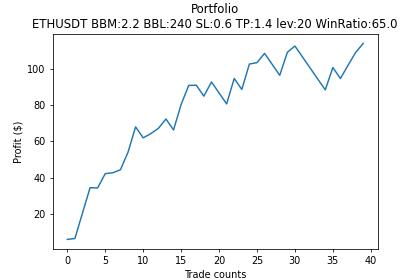 Portfolio
ETHUSDT BBM:2.2 BBL:240 SL:0.6 TP:1.4 lev:20 WinRatio:65.0
100
80
60
40
20
Profit ($)
0 5 10 15 20 25 30 35 40
Trade counts